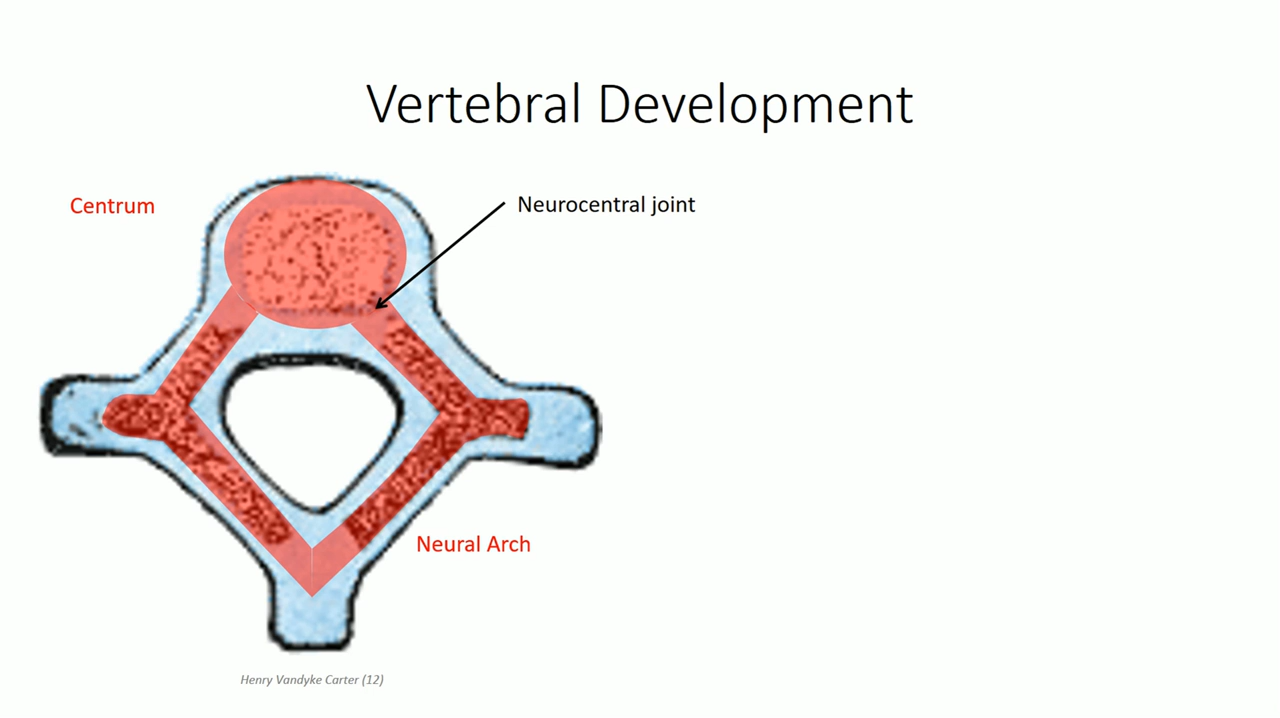 Vertebral Development
Centrum
Neurocentral joint
Neural Arch
Henry Vandyke Carter (12)